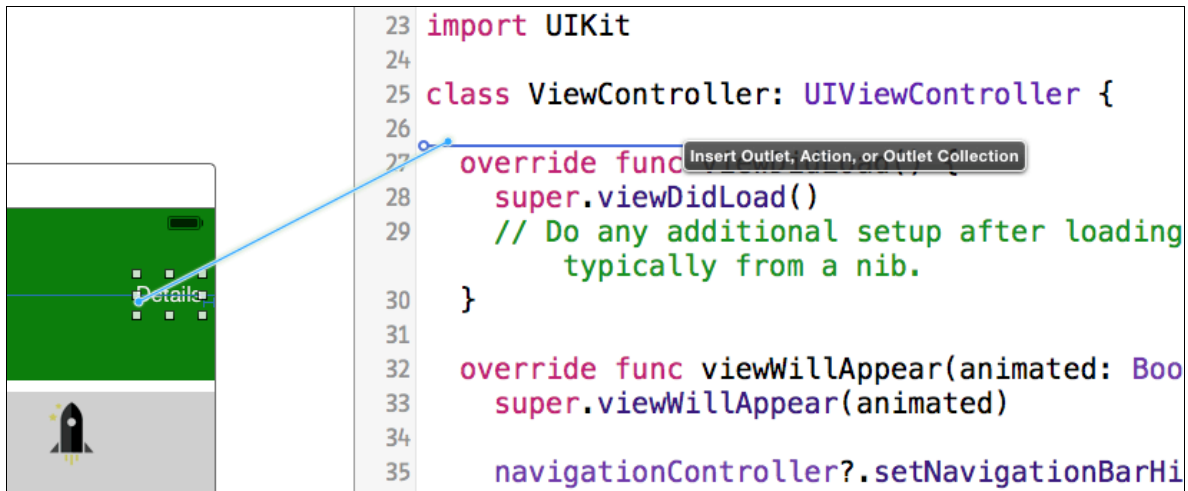 23 import UIKit
24
25 class ViewController: UIViewController {
26
27 override func viewDidLoad() {
Insert Outlet, Action, or Outlet Collection
28 super.viewDidLoad()
29 // Do any additional setup after loading
typically from a nib.
30 }
31
32 override func viewWillAppear(animated: Boo
33 super.viewWillAppear(animated)
34
35 navigationController?.setNavigationBarHi
Details